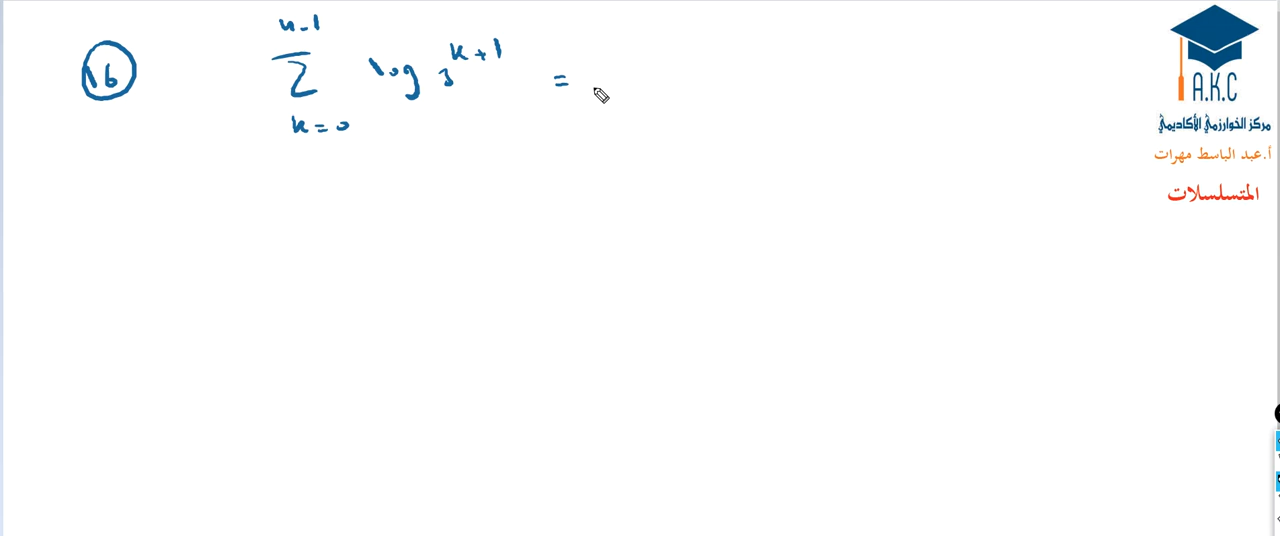 16
n-1
∑ log 3^{k+1} =
k=0
A.K.C
مركز الخوارزمي الأكاديمي
أ.عبد الباسط مهرات
المتسلسلات